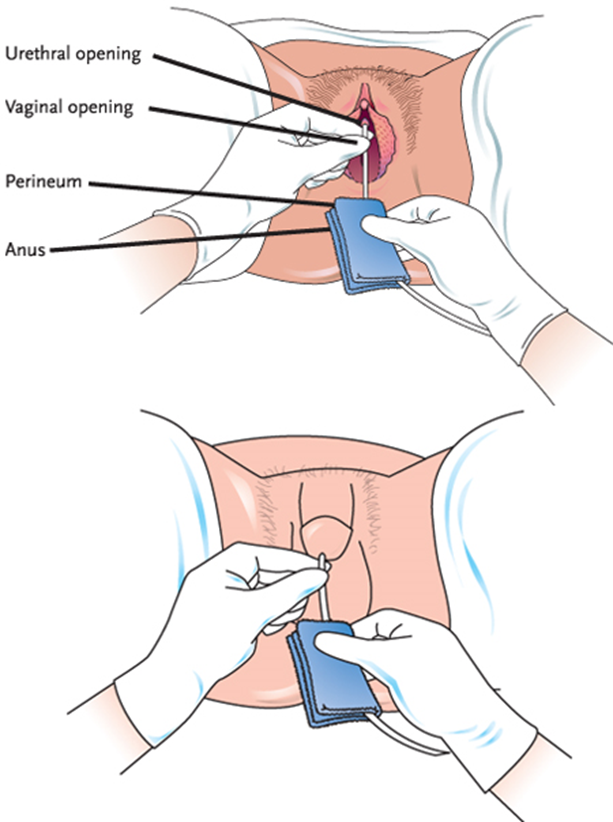 Urethral opening
Vaginal opening
Perineum
Anus